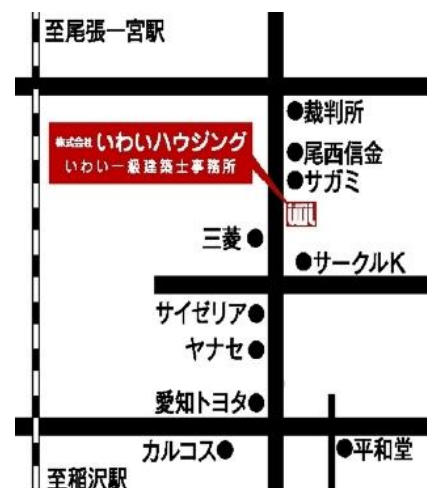 至尾張一宮駅
●裁判所
株式会社 いわいハウジング
いわい一級建築士事務所
●尾西信金
●サガミ
三菱●
●サークルK
サイゼリア●
ヤナセ●
愛知トヨタ●
カルコス●
●平和堂
至稲沢駅